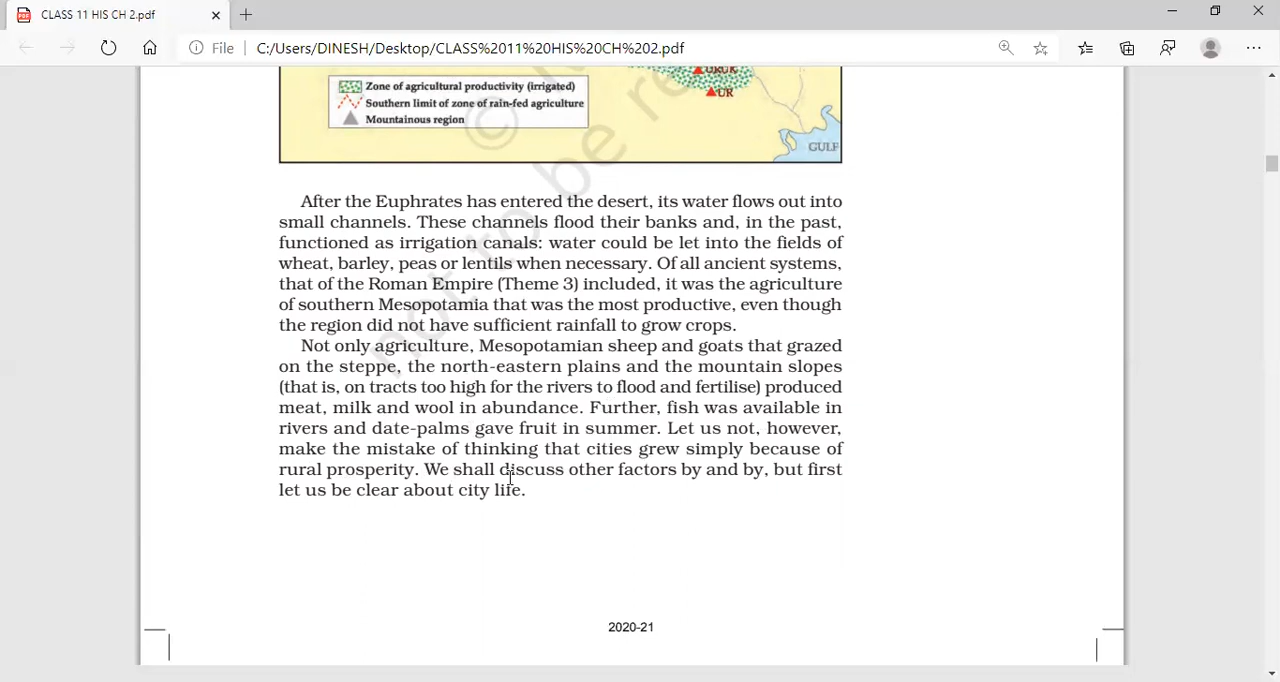 CLASS 11 HIS CH 2.pdf
File
C:/Users/DINESH/Desktop/CLASS%2011%20HIS%20CH%202.pdf
URUK
UR
Zone of agricultural productivity (irrigated)
Southern limit of zone of rain-fed agriculture
Mountainous region
GULF
© 
not to be re
After the Euphrates has entered the desert, its water flows out into
small channels. These channels flood their banks and, in the past,
functioned as irrigation canals: water could be let into the fields of
wheat, barley, peas or lentils when necessary. Of all ancient systems,
that of the Roman Empire (Theme 3) included, it was the agriculture
of southern Mesopotamia that was the most productive, even though
the region did not have sufficient rainfall to grow crops.
Not only agriculture, Mesopotamian sheep and goats that grazed
on the steppe, the north-eastern plains and the mountain slopes
(that is, on tracts too high for the rivers to flood and fertilise) produced
meat, milk and wool in abundance. Further, fish was available in
rivers and date-palms gave fruit in summer. Let us not, however,
make the mistake of thinking that cities grew simply because of
rural prosperity. We shall discuss other factors by and by, but first
let us be clear about city life.
2020-21